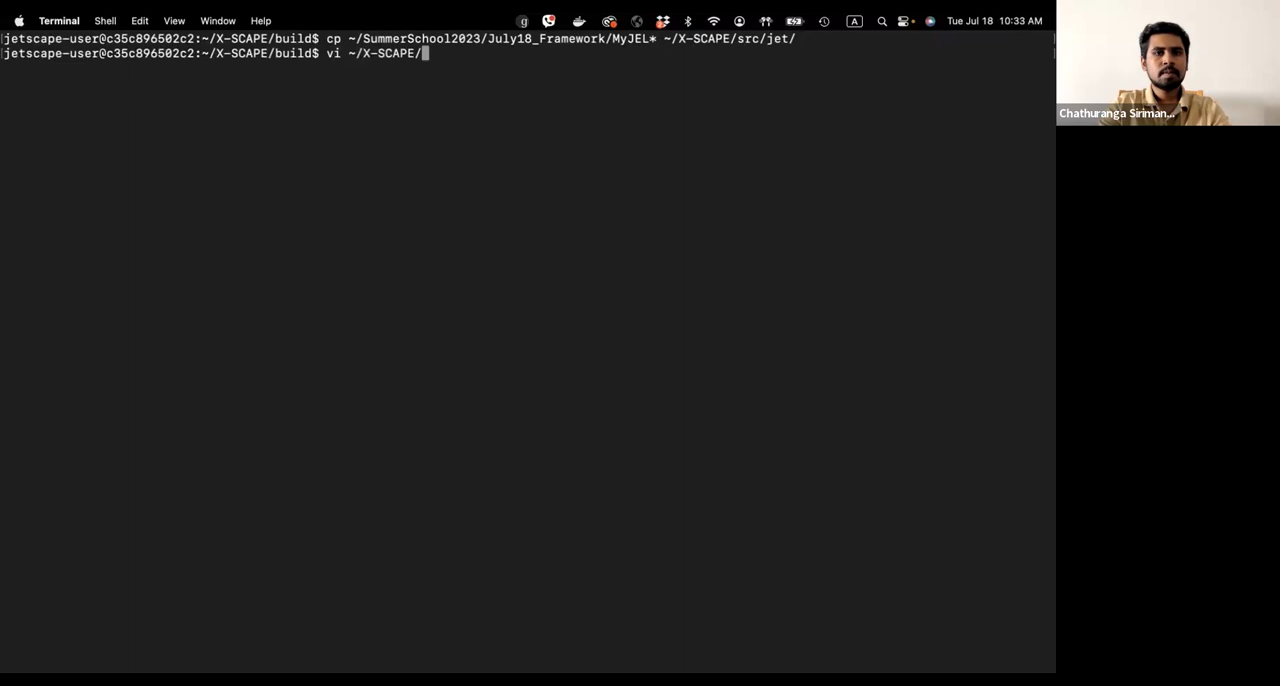 Terminal Shell Edit View Window Help g A Tue Jul 18 10:33 AM
jetscape-user@c35c896502c2:~/X-SCAPE/build$ cp ~/SummerSchool2023/July18_Framework/MyJEL* ~/X-SCAPE/src/jet/
jetscape-user@c35c896502c2:~/X-SCAPE/build$ vi ~/X-SCAPE/
Chathuranga Siriman...